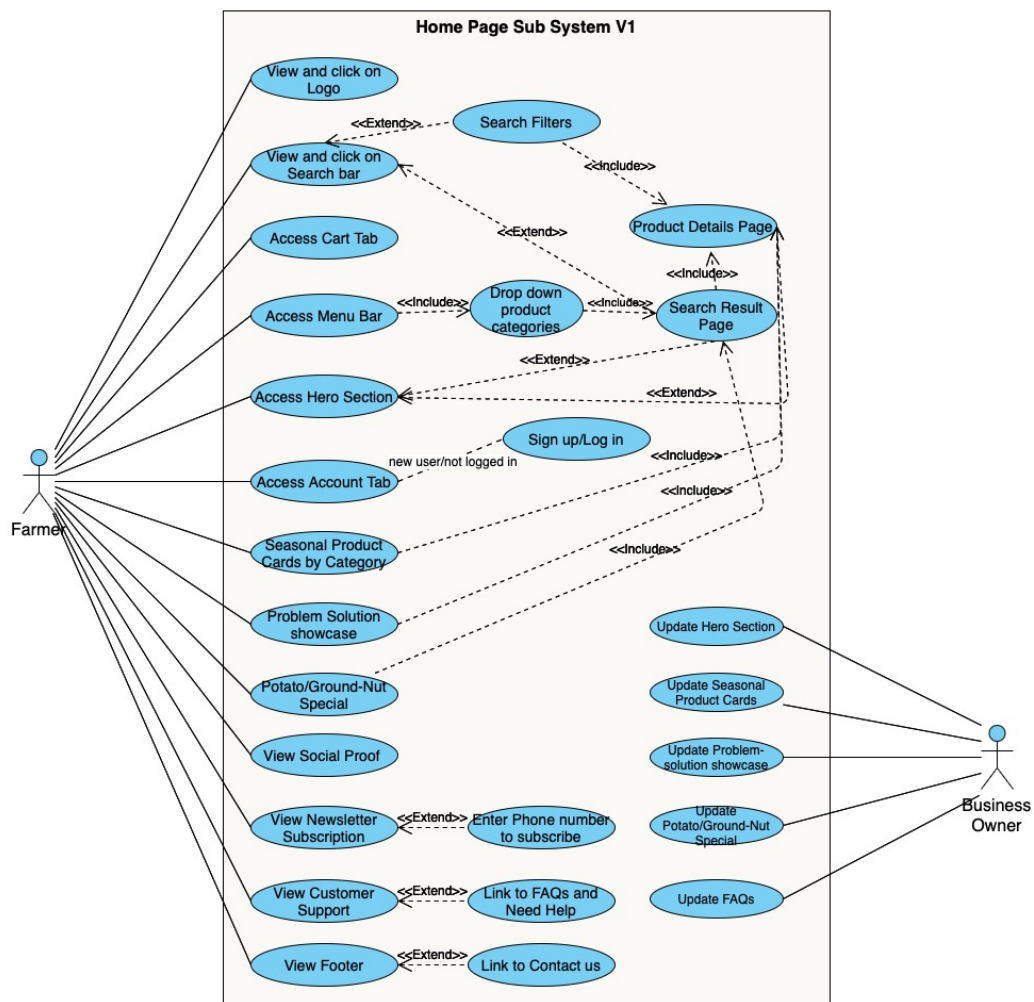 Home Page Sub System V1
View and click on
Logo
<<Extend>>
Search Filters
View and click on
Search bar
<<Include>>
Access Cart Tab
<<Extend>>
Product Details Page
<<Include>>
Access Menu Bar
<<Include>>
Drop down
product
categories
<<Include>>
Search Result
Page
<<Extend>>
Access Hero Section
<<Extend>>
Sign up/Log in
new user/not logged in
<<Include>>
Access Account Tab
<<Include>>
Farmer
Seasonal Product
Cards by Category
<<Include>>
Problem Solution
showcase
Update Hero Section
Potato/Ground-Nut
Special
Update Seasonal
Product Cards
View Social Proof
Update Problem-
solution showcase
Business
Owner
View Newsletter
Subscription
<<Extend>>
Enter Phone number
to subscribe
Update
Potato/Ground-Nut
Special
View Customer
Support
<<Extend>>
Link to FAQs and
Need Help
Update FAQs
View Footer
<<Extend>>
Link to Contact us